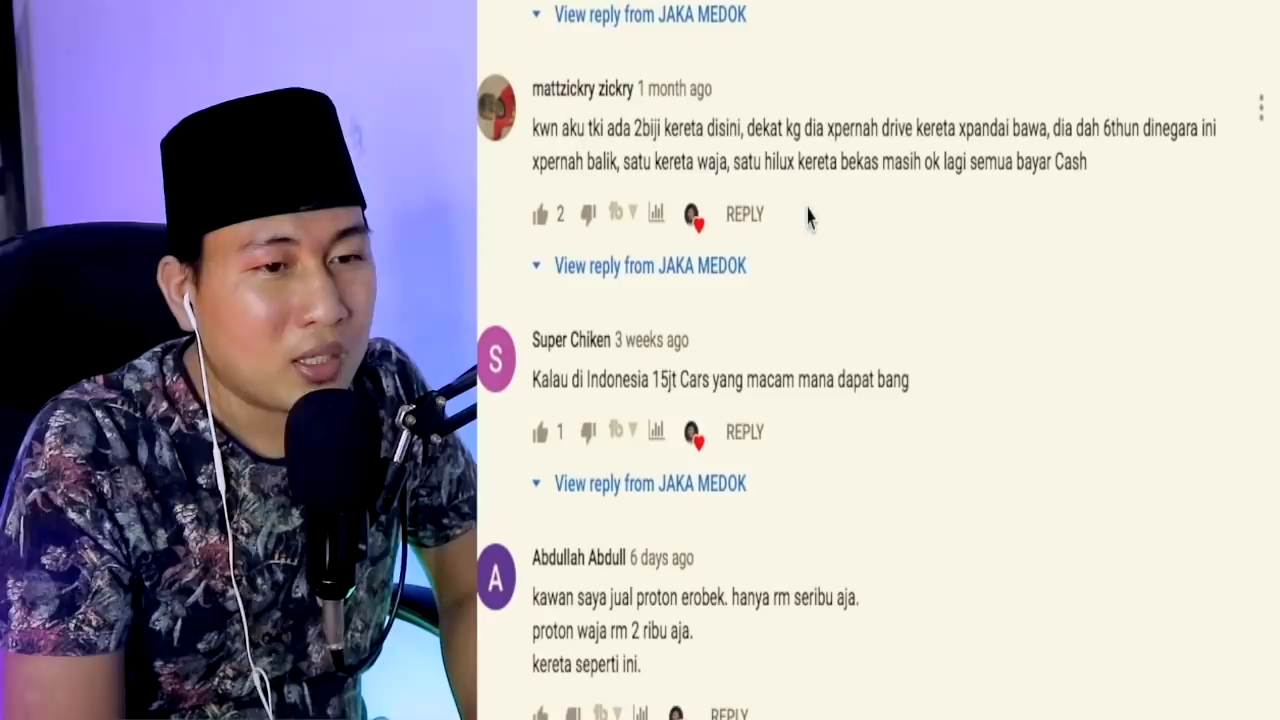 View reply from JAKA MEDOK
mattzickry zickry 1 month ago
kwn aku tki ada 2biji kereta disini, dekat kg dia xpernah drive kereta xpandai bawa, dia dah 6thun dinegara ini
xpernah balik, satu kereta waja, satu hilux kereta bekas masih ok lagi semua bayar Cash
2 REPLY
View reply from JAKA MEDOK
S
Super Chiken 3 weeks ago
Kalau di Indonesia 15jt Cars yang macam mana dapat bang
1 REPLY
View reply from JAKA MEDOK
A
Abdullah Abdull 6 days ago
kawan saya jual proton erobek. hanya rm seribu aja.
proton waja rm 2 ribu aja.
kereta seperti ini.
REPLY